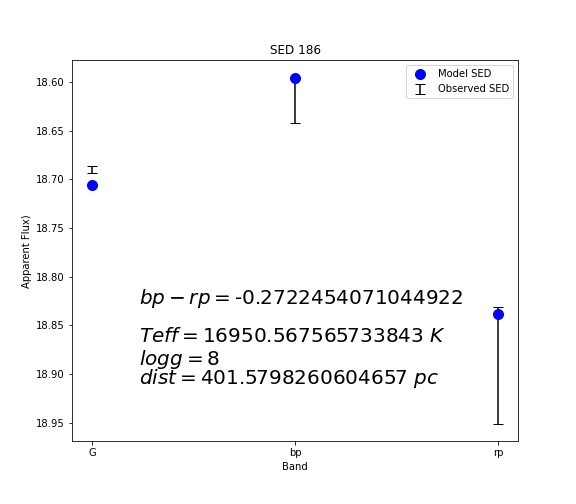 SED 186
Model SED
Observed SED
18.60
18.65
18.70
18.75
18.80
18.85
18.90
18.95
Apparent Flux)
bp − rp = -0.2722454071044922
Teff = 16950.567565733843 K
logg = 8
dist = 401.5798260604657 pc
G
bp
rp
Band